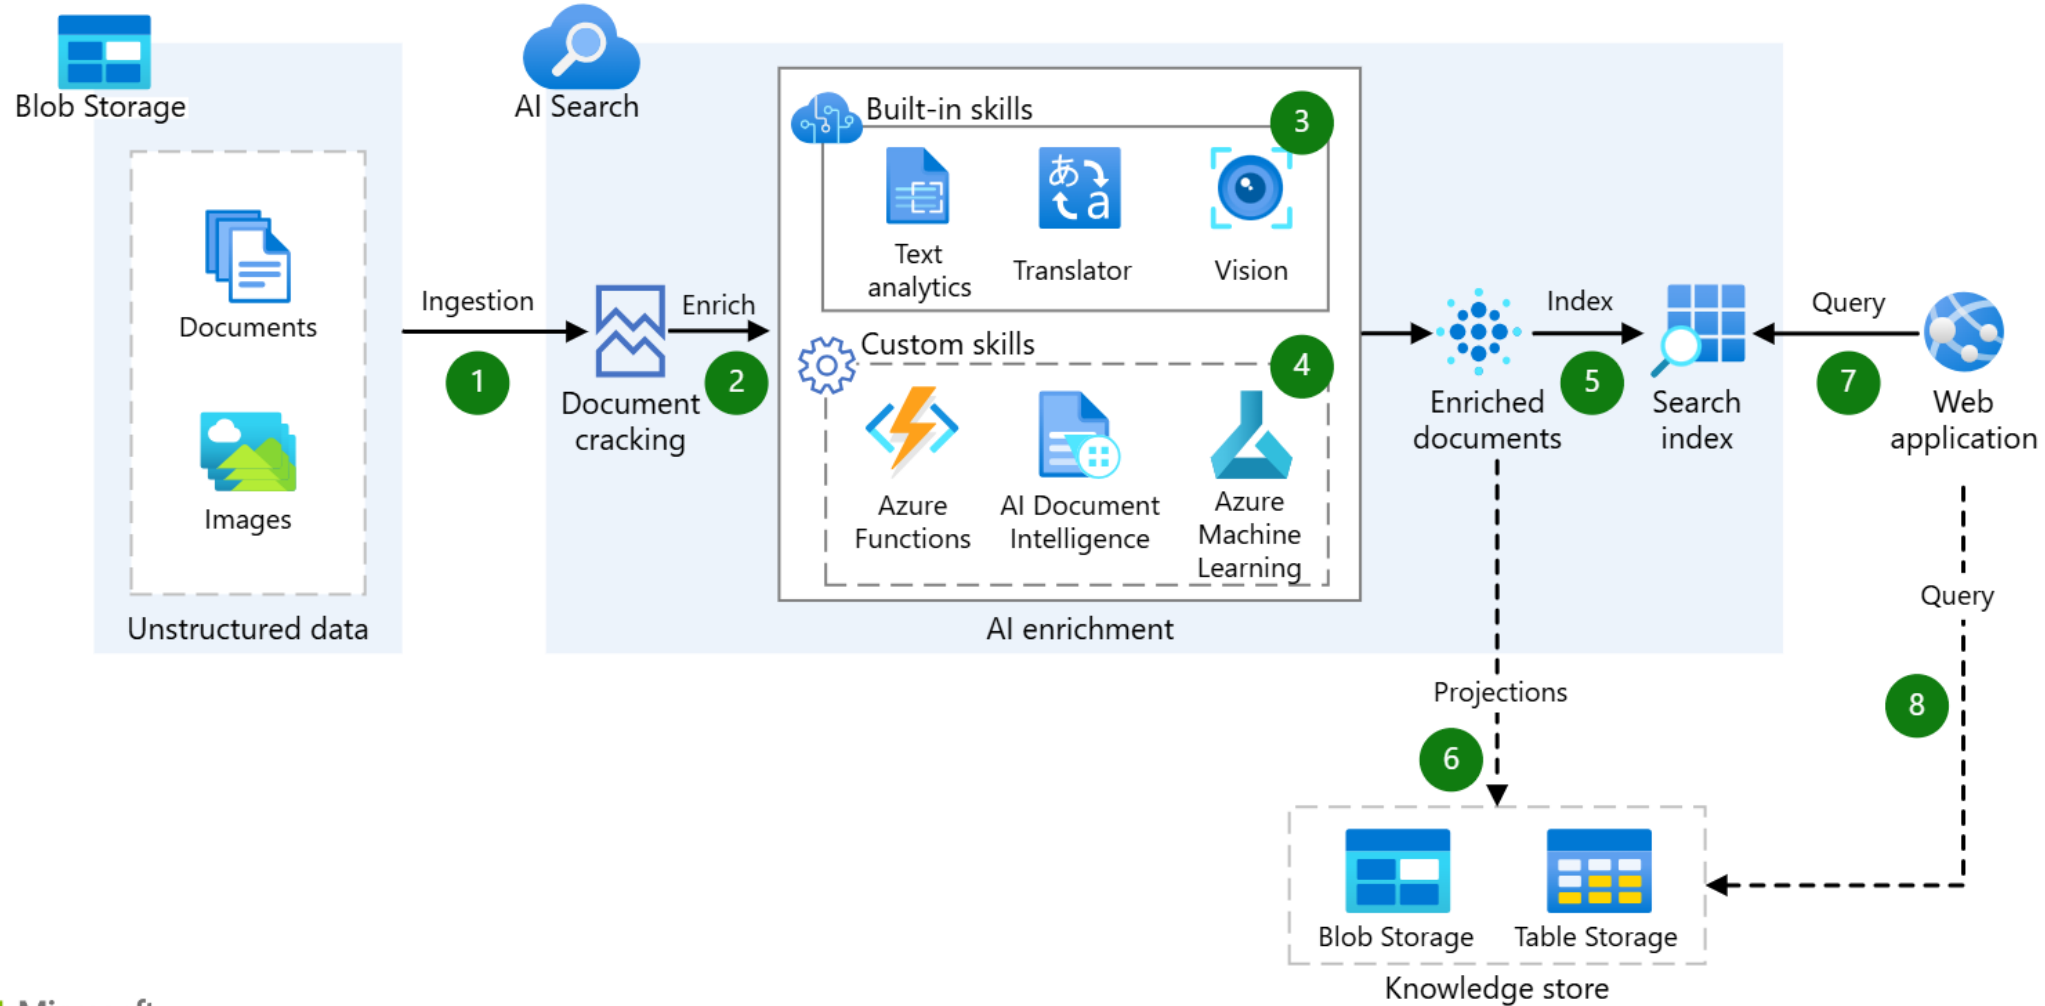 Blob Storage
Documents
Images
Unstructured data
Ingestion
1
AI Search
Document
cracking
Enrich
2
Built-in skills
3
Text
analytics
Translator
Vision
あ
a
Custom skills
4
Azure
Functions
AI Document
Intelligence
Azure
Machine
Learning
AI enrichment
Enriched
documents
Index
5
Search
index
Query
7
Web
application
Projections
6
Query
8
Blob Storage
Table Storage
Knowledge store